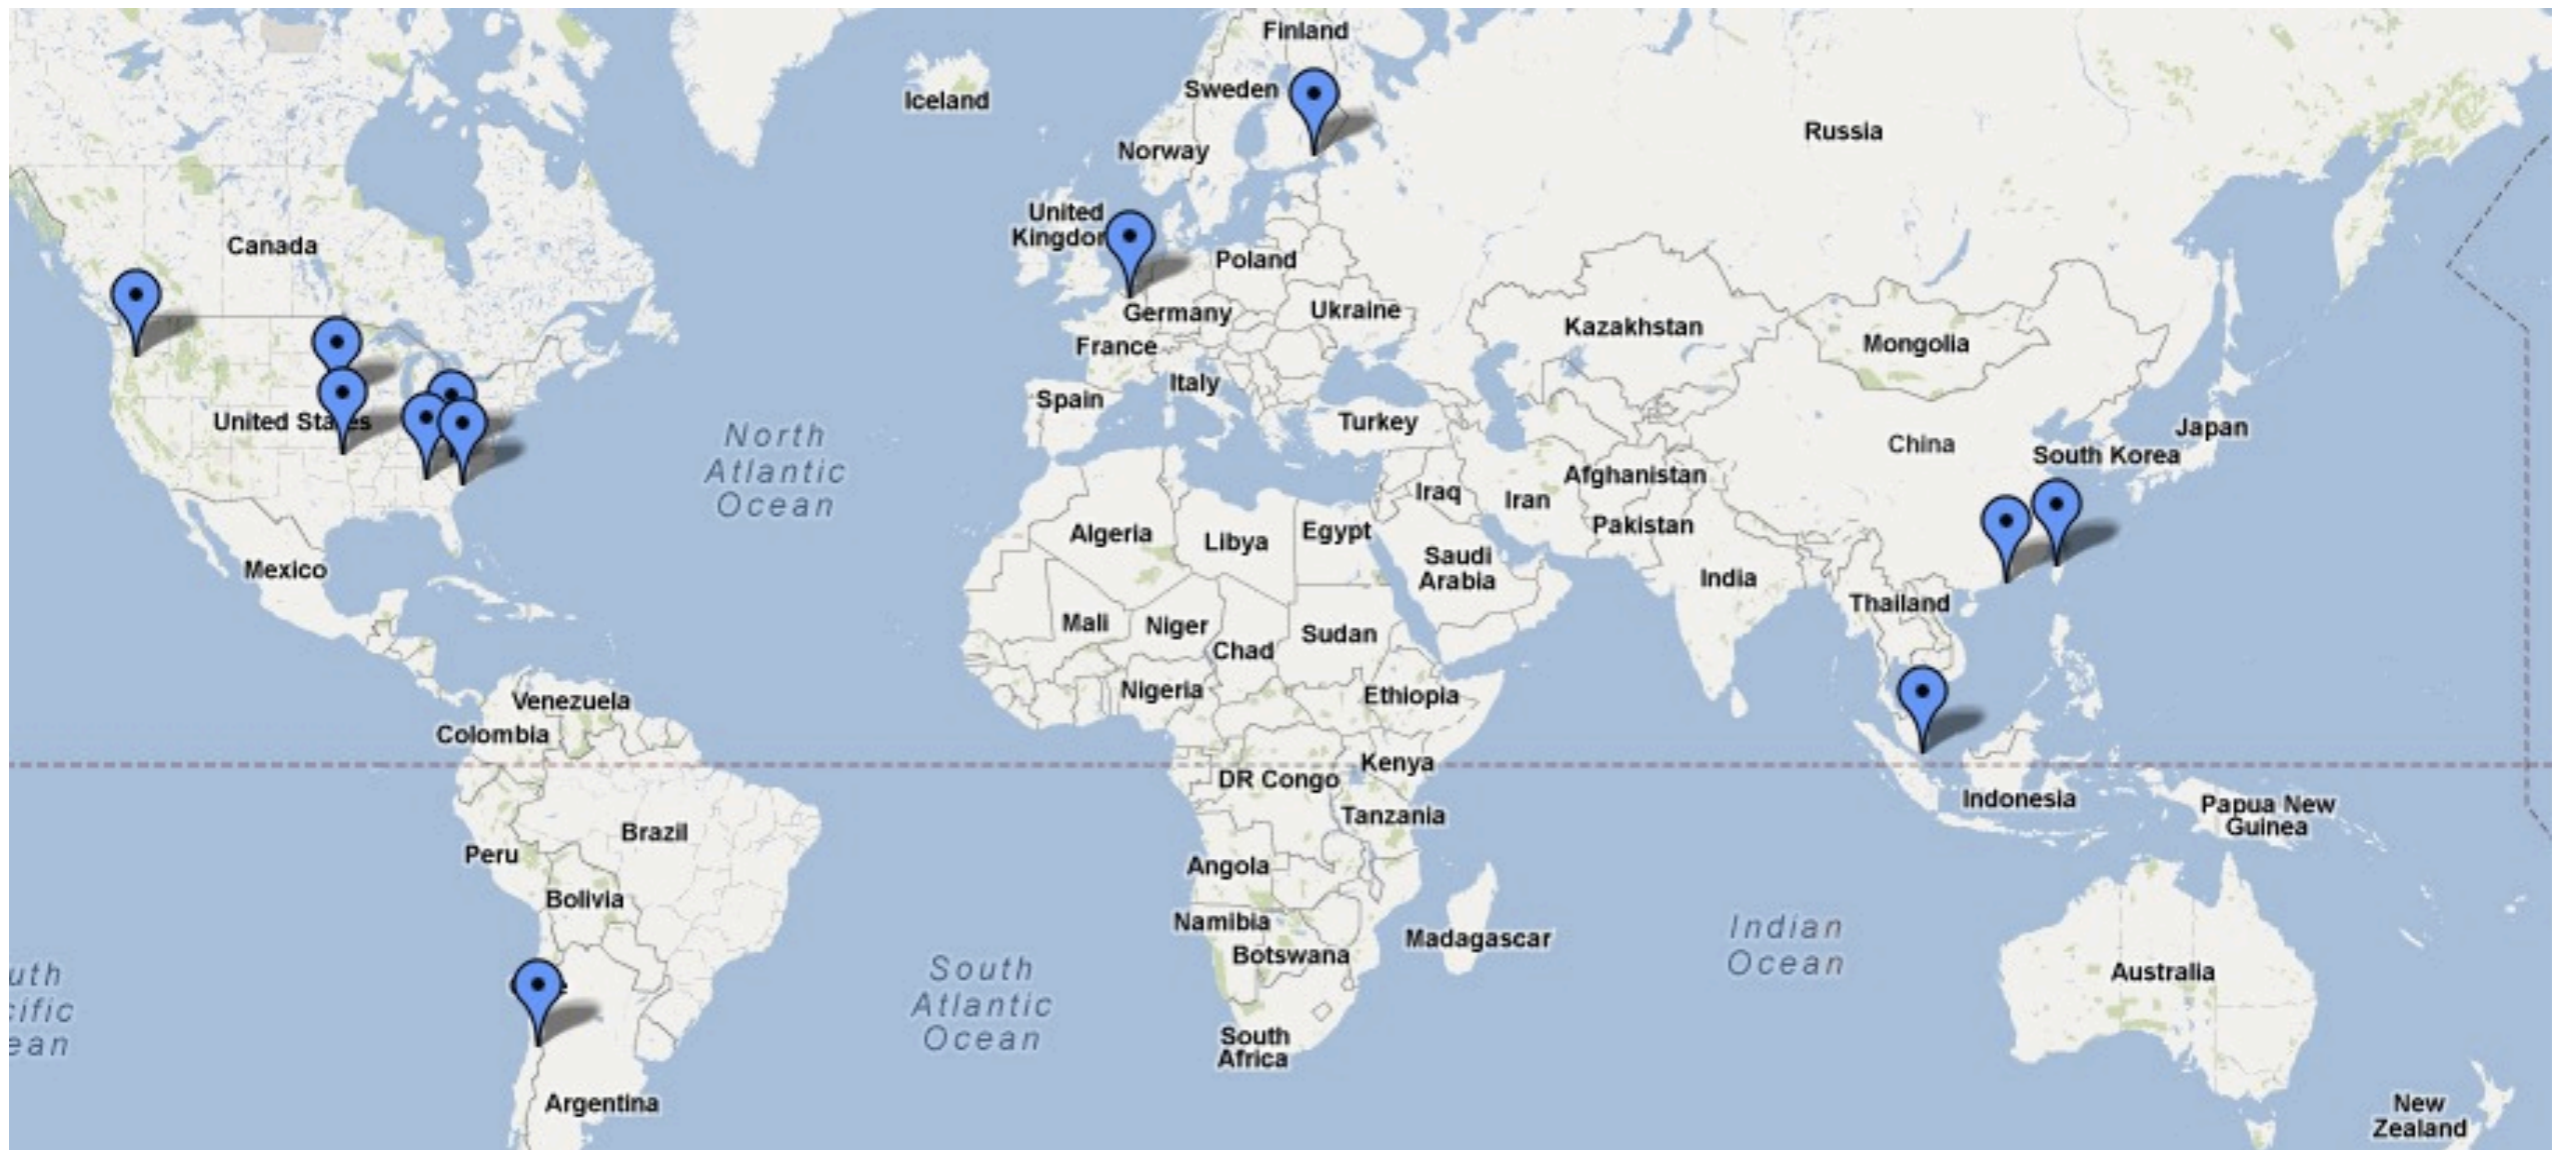 Finland
Sweden
Iceland
Russia
Norway
United
Canada
Poland
Germany
Ukraine
Kazakhstan
France
Mongolia
Italy
Spain
United States
Turkey
Japan
China
North
Atlantic
Ocean
South Korea
Afghanistan
Iraq
Iran
Pakistan
Algeria
Libya
Egypt
Saudi
Arabia
Mexico
India
Thailand
Mali
Niger
Sudan
Chad
Nigeria
Ethiopia
Venezuela
Colombia
Kenya
DR Congo
Indonesia
Papua New
Guinea
Tanzania
Brazil
Peru
Angola
Bolivia
Namibia
Indian
Ocean
Madagascar
Botswana
South
Atlantic
Ocean
Australia
uth
cific
ean
South
Africa
Argentina
New
Zealand